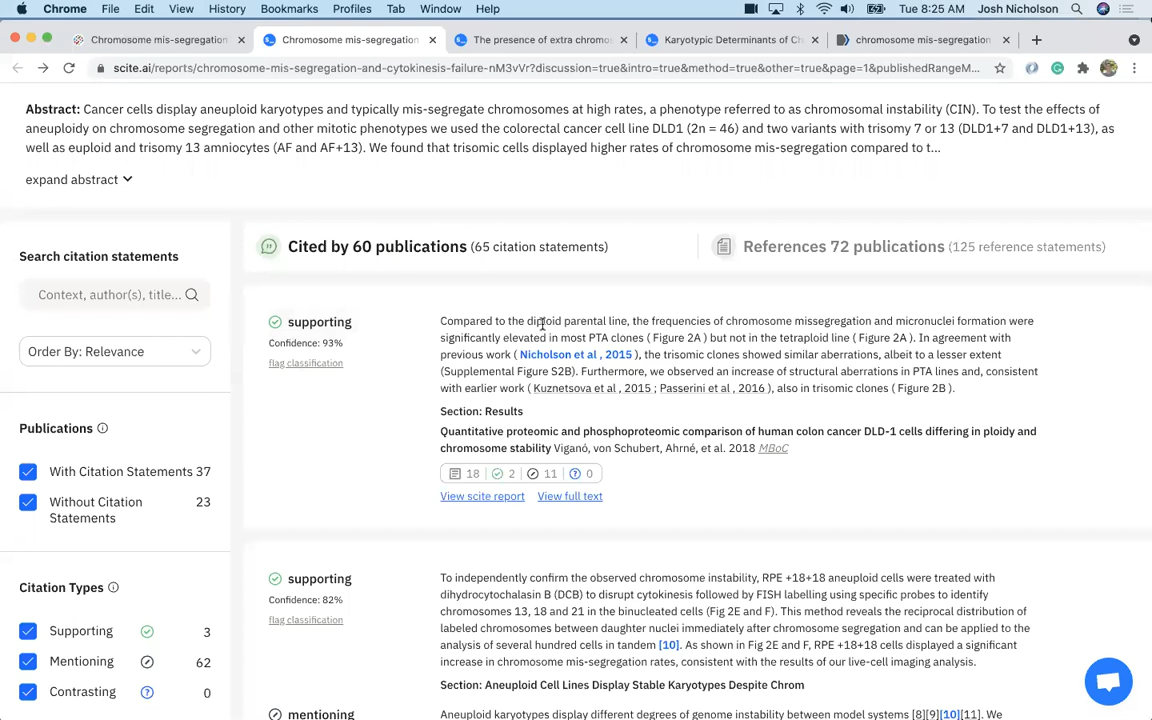 Chrome File Edit View History Bookmarks Profiles Tab Window Help Tue 8:25 AM Josh Nicholson
Chromosome mis-segregation
Chromosome mis-segregation
The presence of extra chromo
Karyotypic Determinants of Ch
chromosome mis-segregation
scite.ai/reports/chromosome-mis-segregation-and-cytokinesis-failure-nM3vVr?discussion=true&intro=true&method=true&other=true&page=1&publishedRangeM...
Abstract: Cancer cells display aneuploid karyotypes and typically mis-segregate chromosomes at high rates, a phenotype referred to as chromosomal instability (CIN). To test the effects of
aneuploidy on chromosome segregation and other mitotic phenotypes we used the colorectal cancer cell line DLD1 (2n = 46) and two variants with trisomy 7 or 13 (DLD1+7 and DLD1+13), as
well as euploid and trisomy 13 amniocytes (AF and AF+13). We found that trisomic cells displayed higher rates of chromosome mis-segregation compared to t...
expand abstract
Search citation statements
Context, author(s), title...
Order By: Relevance
Publications
With Citation Statements 37
Without Citation 23
Statements
Citation Types
Supporting 3
Mentioning 62
Contrasting 0
Cited by 60 publications (65 citation statements)
References 72 publications (125 reference statements)
supporting
Confidence: 93%
flag classification
Compared to the diploid parental line, the frequencies of chromosome missegregation and micronuclei formation were
significantly elevated in most PTA clones ( Figure 2A ) but not in the tetraploid line ( Figure 2A ). In agreement with
previous work ( Nicholson et al , 2015 ), the trisomic clones showed similar aberrations, albeit to a lesser extent
(Supplemental Figure S2B). Furthermore, we observed an increase of structural aberrations in PTA lines and, consistent
with earlier work ( Kuznetsova et al , 2015 ; Passerini et al , 2016 ), also in trisomic clones ( Figure 2B ).
Section: Results
Quantitative proteomic and phosphoproteomic comparison of human colon cancer DLD-1 cells differing in ploidy and
chromosome stability Viganó, von Schubert, Ahrné, et al. 2018 MBoC
18 2 11 0
View scite report View full text
supporting
Confidence: 82%
flag classification
To independently confirm the observed chromosome instability, RPE +18+18 aneuploid cells were treated with
dihydrocytochalasin B (DCB) to disrupt cytokinesis followed by FISH labelling using specific probes to identify
chromosomes 13, 18 and 21 in the binucleated cells (Fig 2E and F). This method reveals the reciprocal distribution of
labeled chromosomes between daughter nuclei immediately after chromosome segregation and can be applied to the
analysis of several hundred cells in tandem [10]. As shown in Fig 2E and F, RPE +18+18 cells displayed a significant
increase in chromosome mis-segregation rates, consistent with the results of our live-cell imaging analysis.
Section: Aneuploid Cell Lines Display Stable Karyotypes Despite Chrom
mentioning
Aneuploid karyotypes display different degrees of genome instability between model systems [8][9][10][11]. We